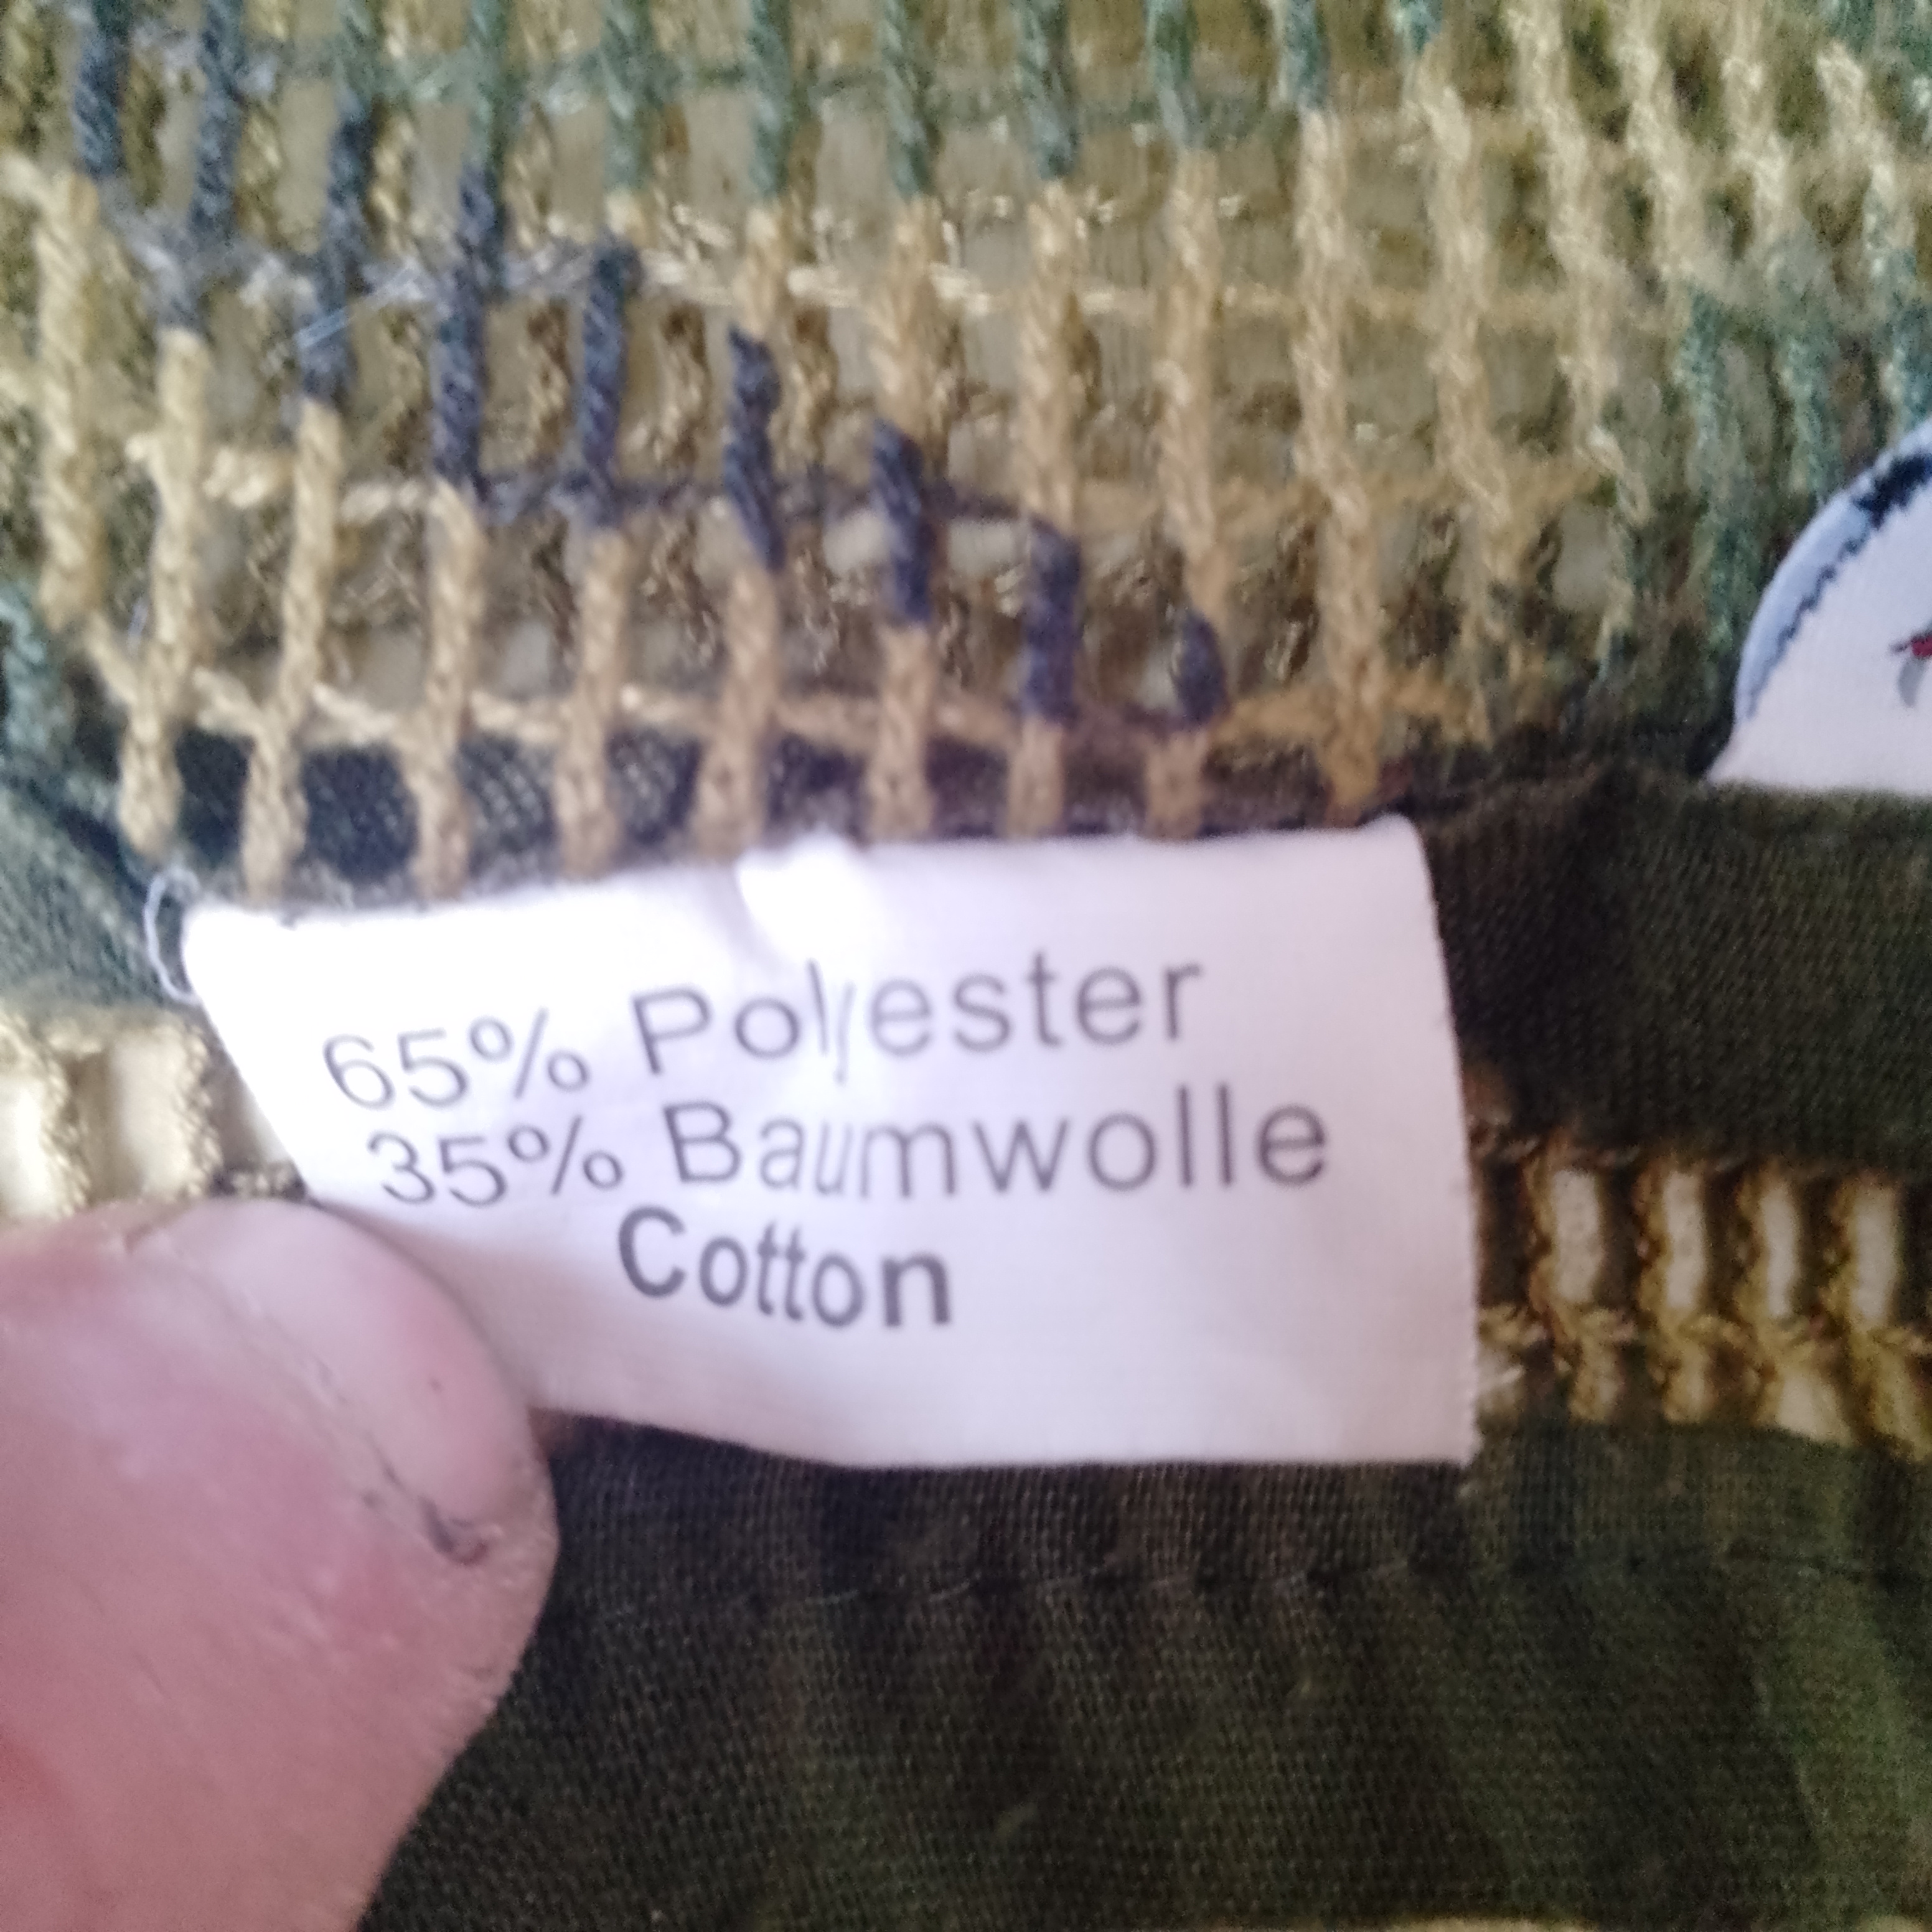 65% Polyester
35% Baumwolle
Cotton